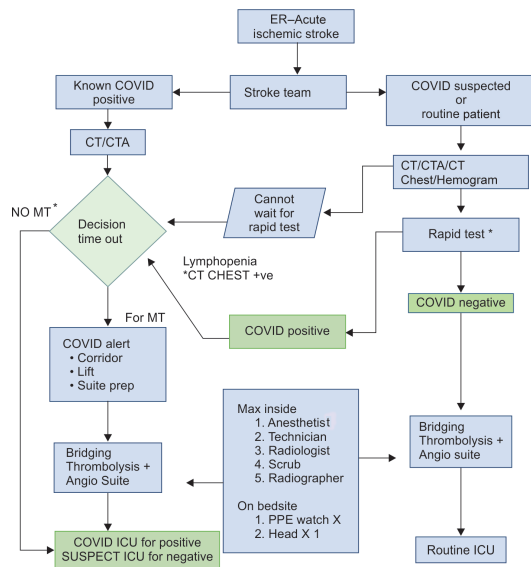 ER–Acute
ischemic stroke
Known COVID
positive
Stroke team
COVID suspected
or
routine patient
CT/CTA
CT/CTA/CT
Chest/Hemogram
NO MT *
Decision
time out
Cannot
wait for
rapid test
Rapid test *
Lymphopenia
*CT CHEST +ve
COVID positive
COVID negative
For MT
COVID alert
• Corridor
• Lift
• Suite prep
Max inside
1. Anesthetist
2. Technician
3. Radiologist
4. Scrub
5. Radiographer
On bedsite
1. PPE watch X
2. Head X 1
Bridging
Thrombolysis +
Angio Suite
Bridging
Thrombolysis +
Angio suite
COVID ICU for positive
SUSPECT ICU for negative
Routine ICU